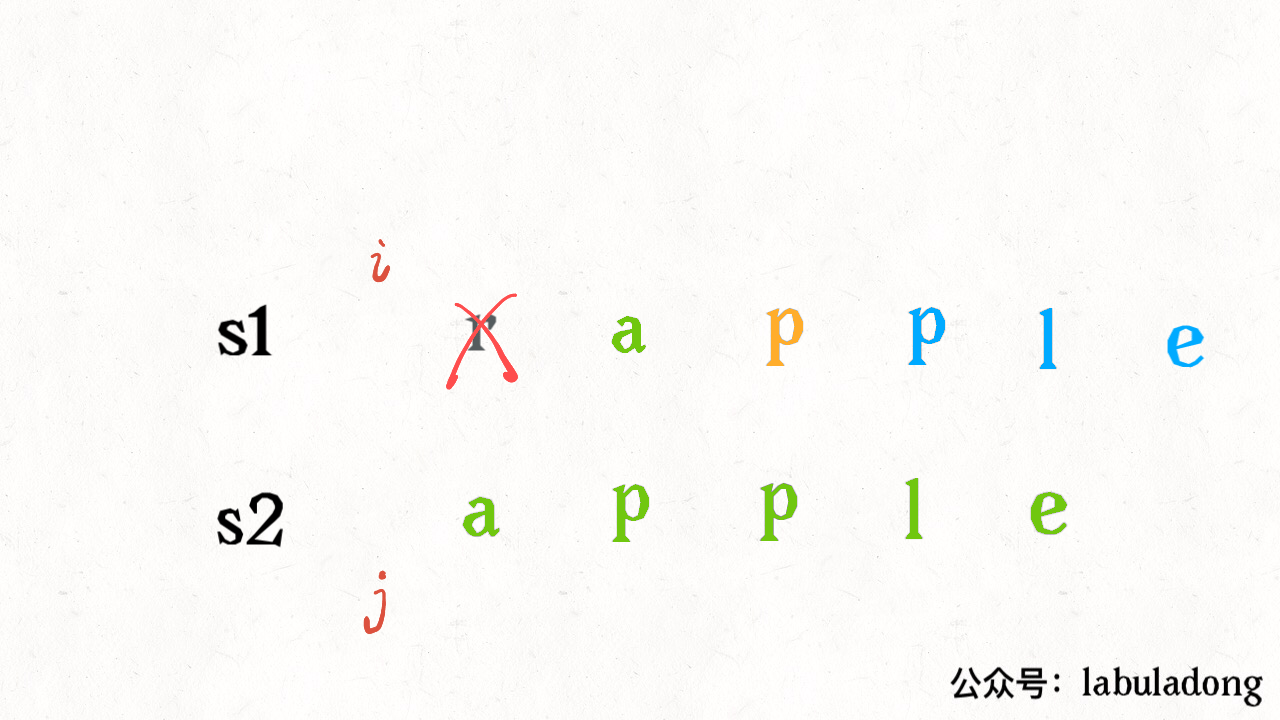 i
s1 r a p p l e
s2 a p p l e
j
公众号：labuladong